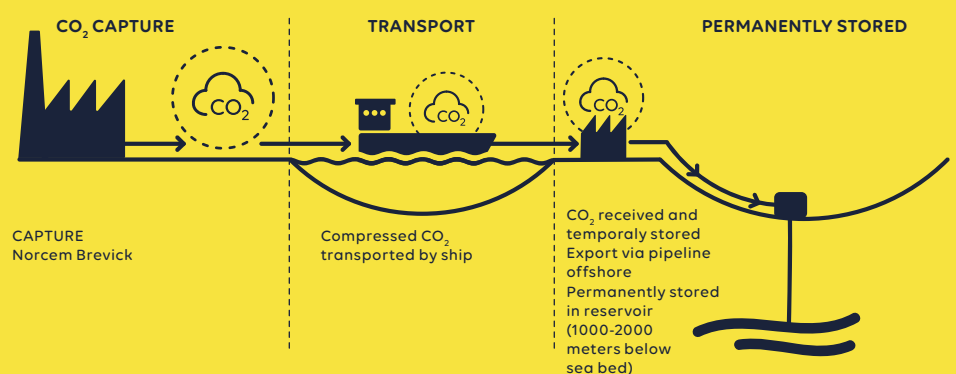 CO₂ CAPTURE
TRANSPORT
PERMANENTLY STORED
CO₂
CO₂
CO₂
CAPTURE
Norcem Brevick
Compressed CO₂
transported by ship
CO₂ received and
temporaly stored
Export via pipeline
offshore
Permanently stored
in reservoir
(1000-2000
meters below
sea bed)